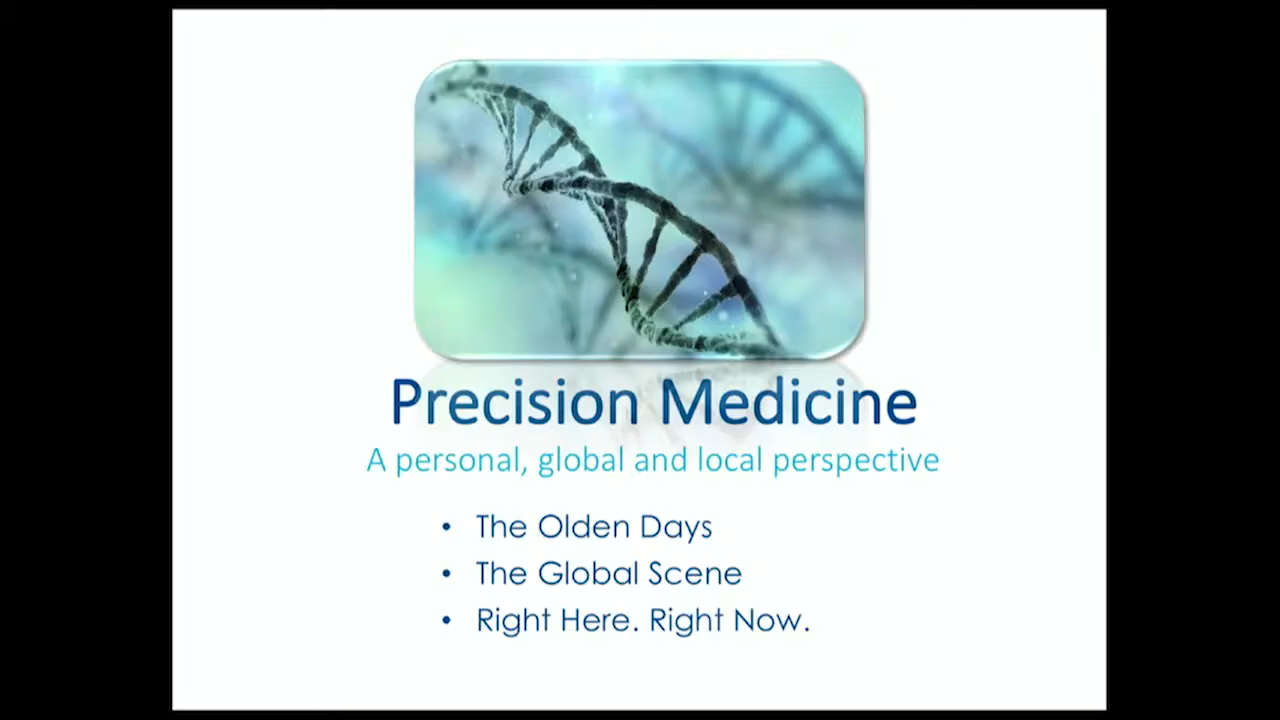 Precision Medicine
A personal, global and local perspective
• The Olden Days
• The Global Scene
• Right Here. Right Now.